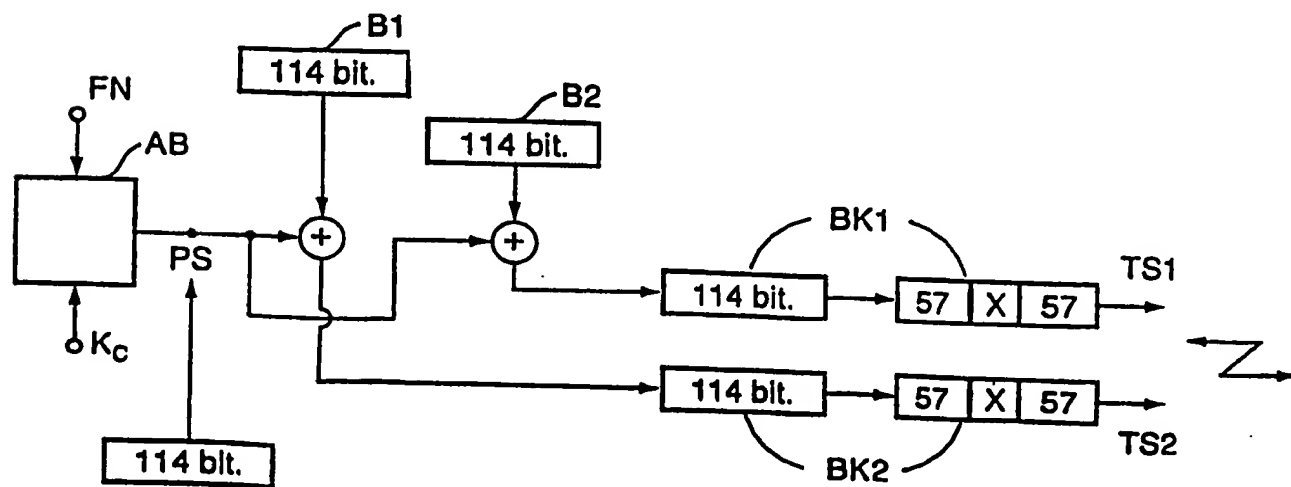 B1
114 bit.
FN
B2
114 bit.
AB
PS
K_C
114 bit.
BK1
114 bit.
57 X 57
TS1
114 bit.
57 X 57
TS2
BK2